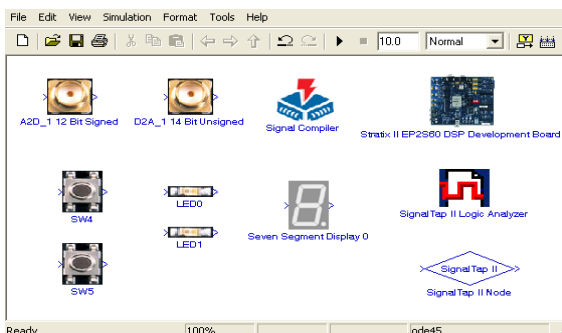 File Edit View Simulation Format Tools Help
10.0 Normal
A2D_1 12 Bit Signed D2A_1 14 Bit Unsigned Signal Compiler Stratix II EP2S60 DSP Development Board
SW4 LED0 SignalTap II Logic Analyzer
LED1 Seven Segment Display 0
SignalTap II
SW5 SignalTap II Node
Ready 100% ode45